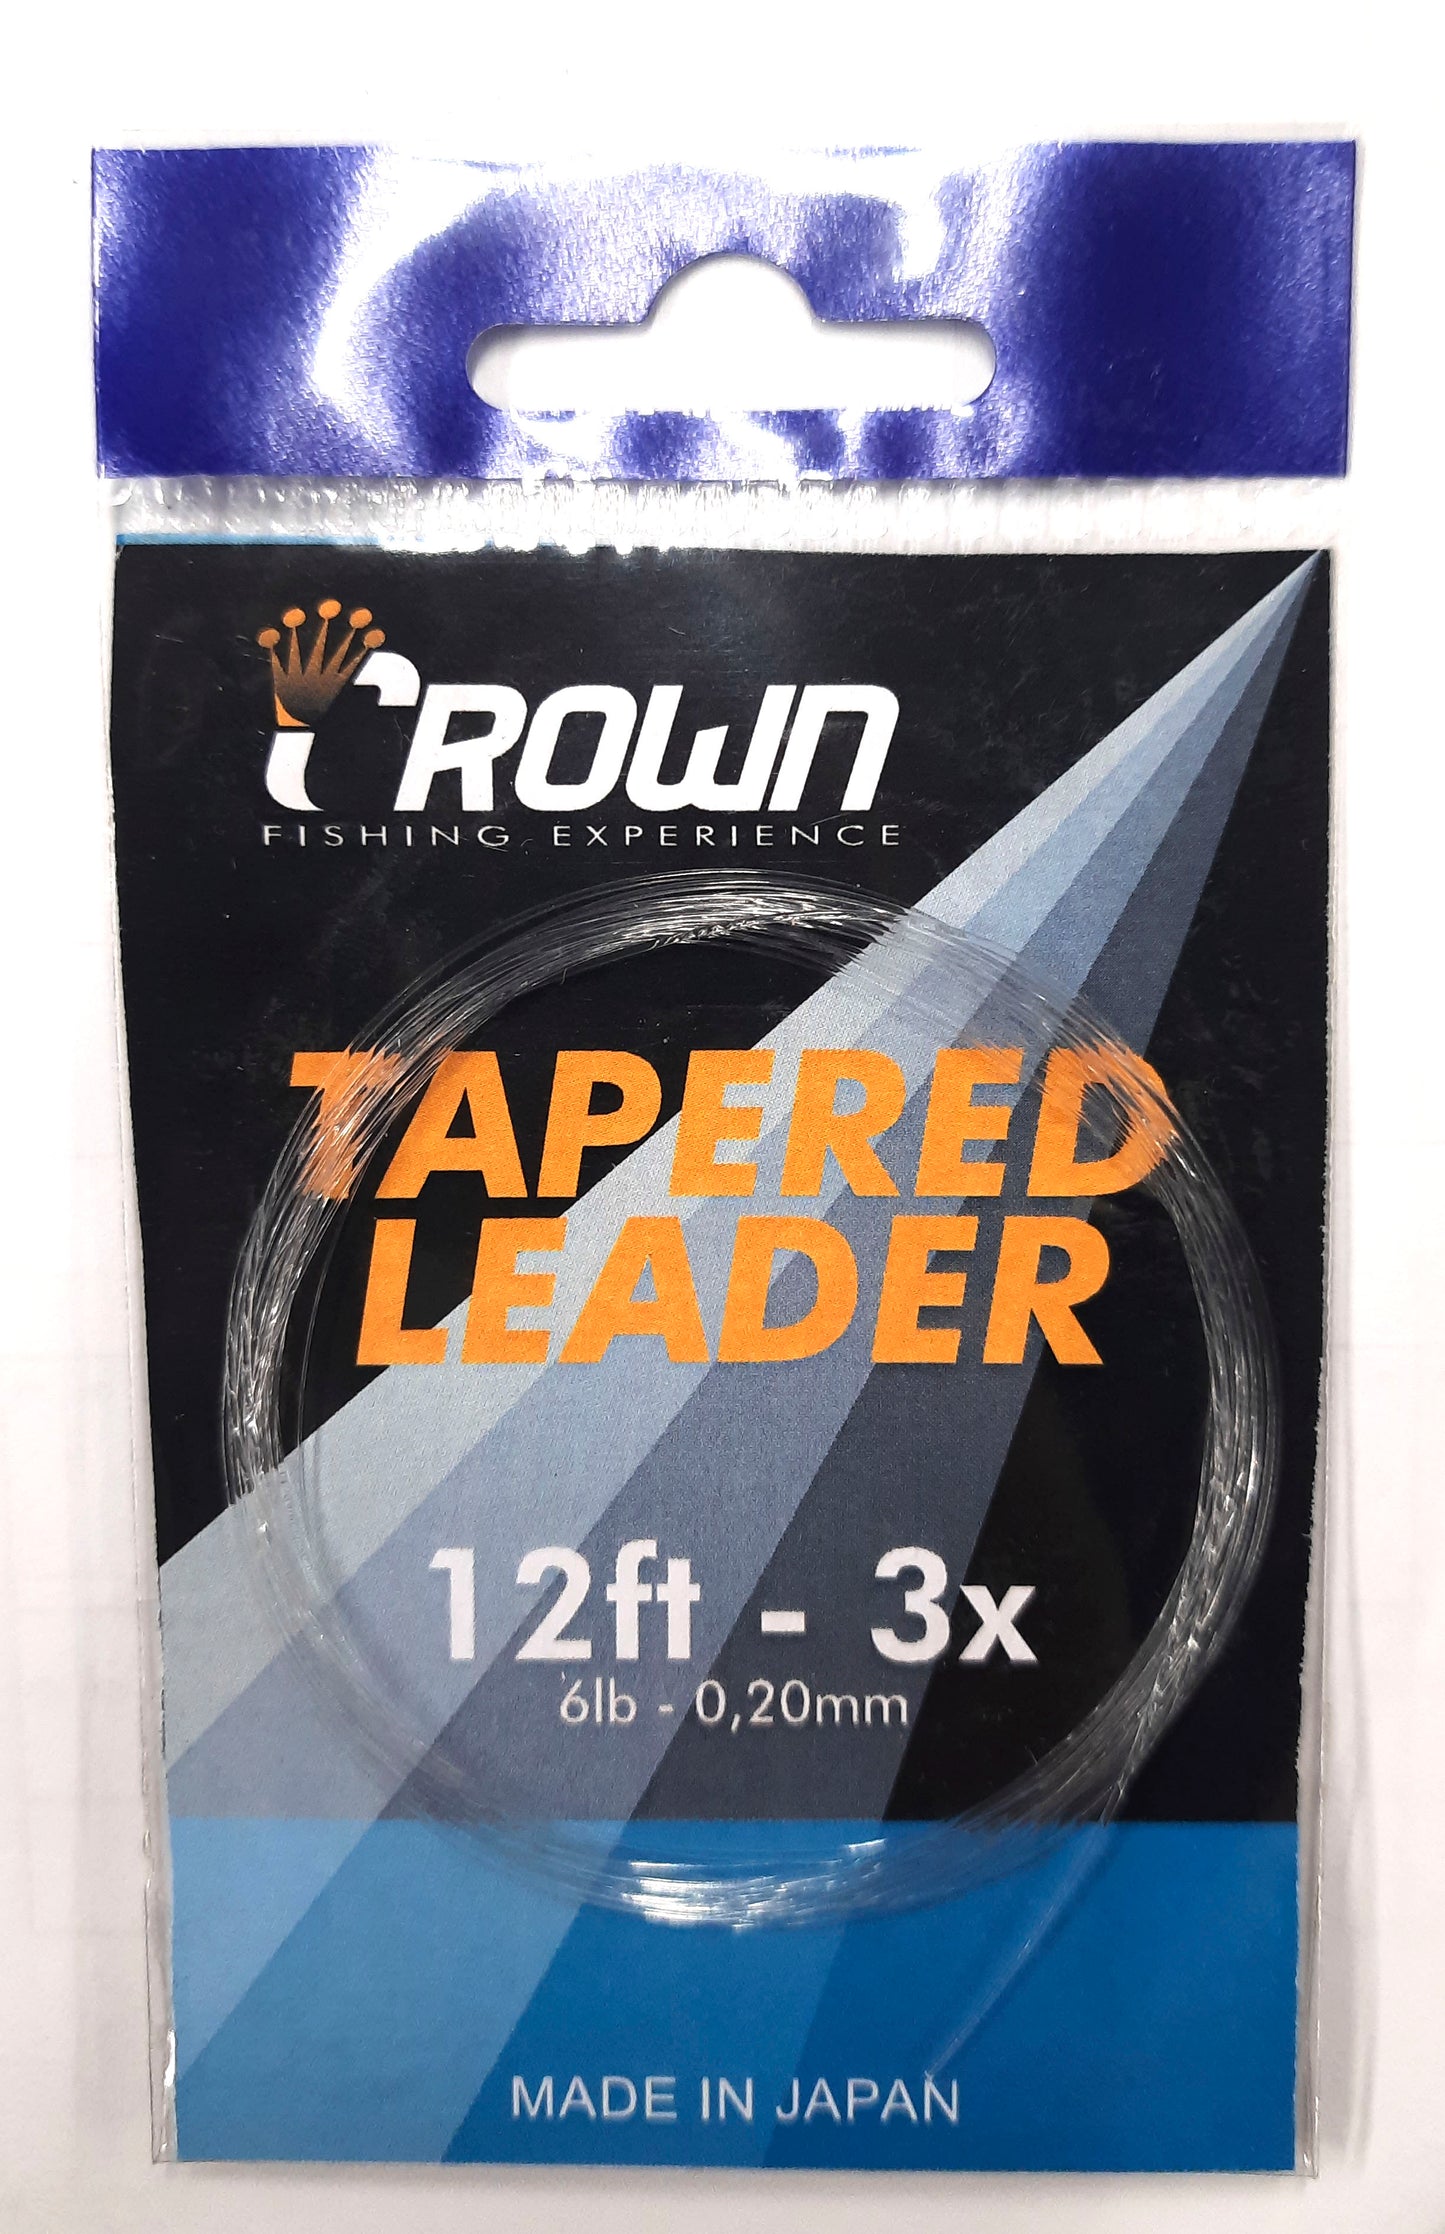 CROWN
FISHING EXPERIENCE
TAPERED
LEADER
12ft - 3x
6lb - 0,20mm
MADE IN JAPAN